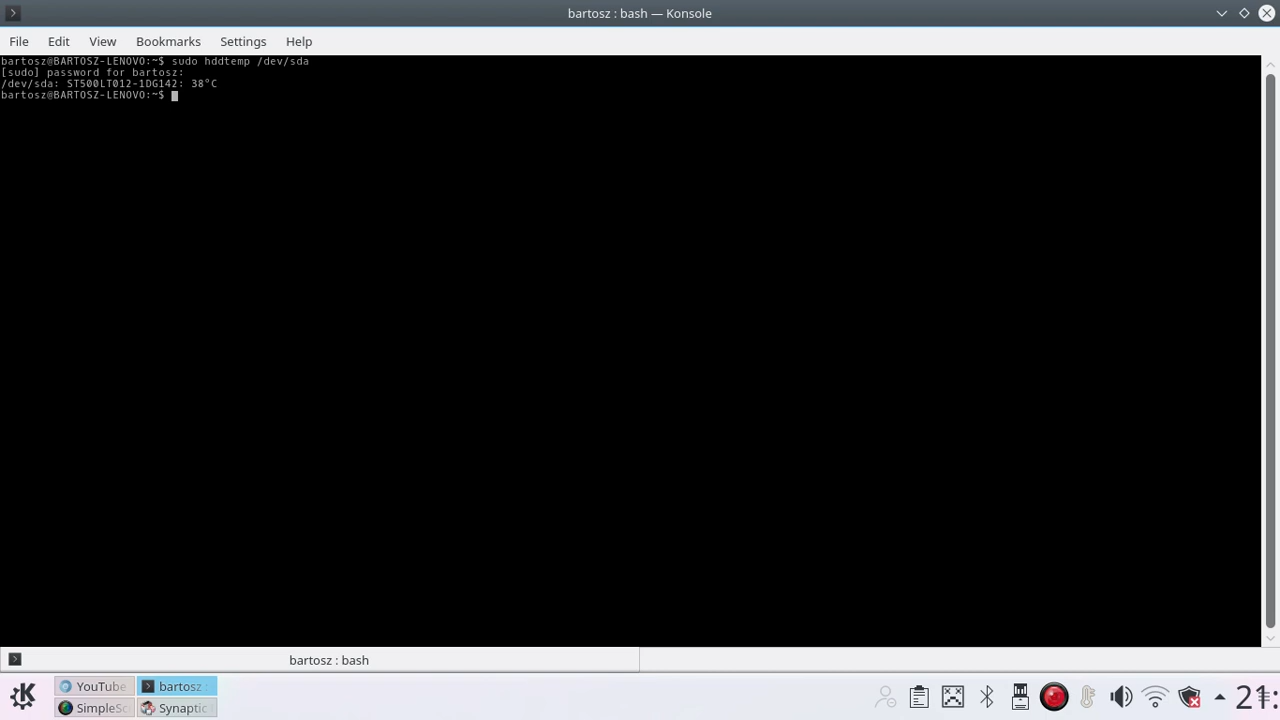 bartosz : bash — Konsole
File Edit View Bookmarks Settings Help
bartosz@BARTOSZ-LENOVO:~$ sudo hddtemp /dev/sda
[sudo] password for bartosz:
/dev/sda: ST500LT012-1DG142: 38°C
bartosz@BARTOSZ-LENOVO:~$
bartosz : bash
YouTube
bartosz
SimpleSc
Synaptic
21: